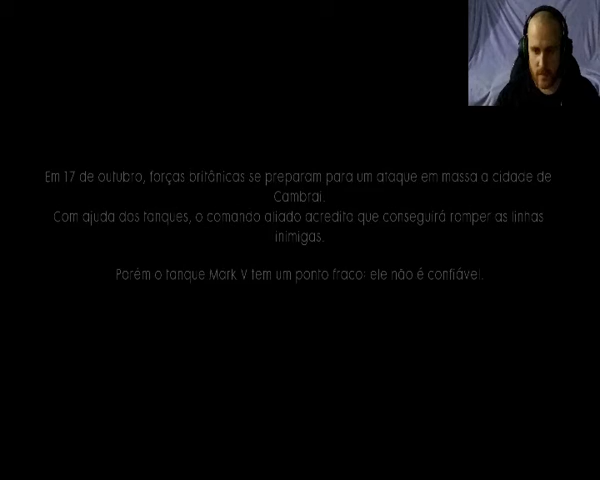 Em 17 de outubro, forças britânicas se preparam para um ataque em massa a cidade de
Cambrai.
Com ajuda dos tanques, o comando aliado acredita que conseguirá romper as linhas
inimigas.
Porém o tanque Mark V tem um ponto fraco: ele não é confiável.